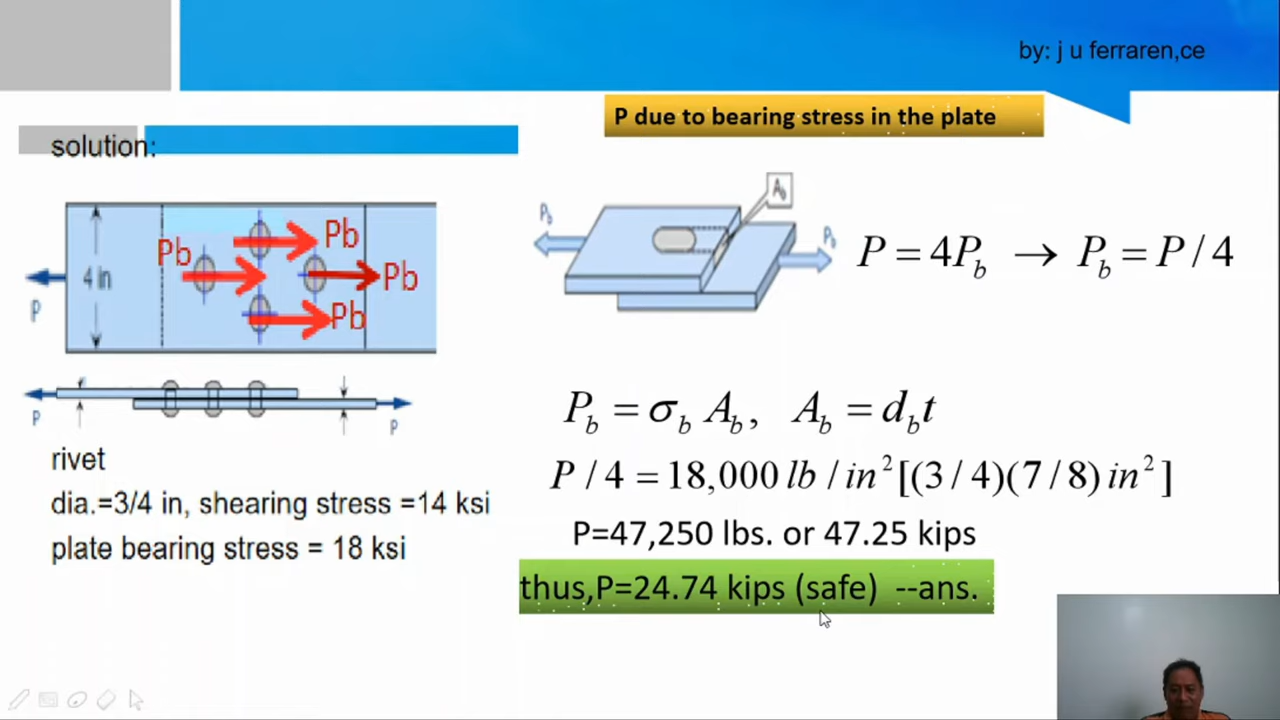 by: j u ferraren,ce
P due to bearing stress in the plate
solution:
Pb
Pb
Pb
Pb
4 in
P
P
P
rivet
dia.=3/4 in, shearing stress =14 ksi
plate bearing stress = 18 ksi
A_b
P_b
P_b
P = 4P_b → P_b = P / 4
P_b = σ_b A_b, A_b = d_b t
P / 4 = 18,000 lb / in² [(3 / 4)(7 / 8) in² ]
P=47,250 lbs. or 47.25 kips
thus,P=24.74 kips (safe) --ans.